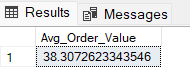 Results Messages
Avg_Order_Value
1 38.3072623343546